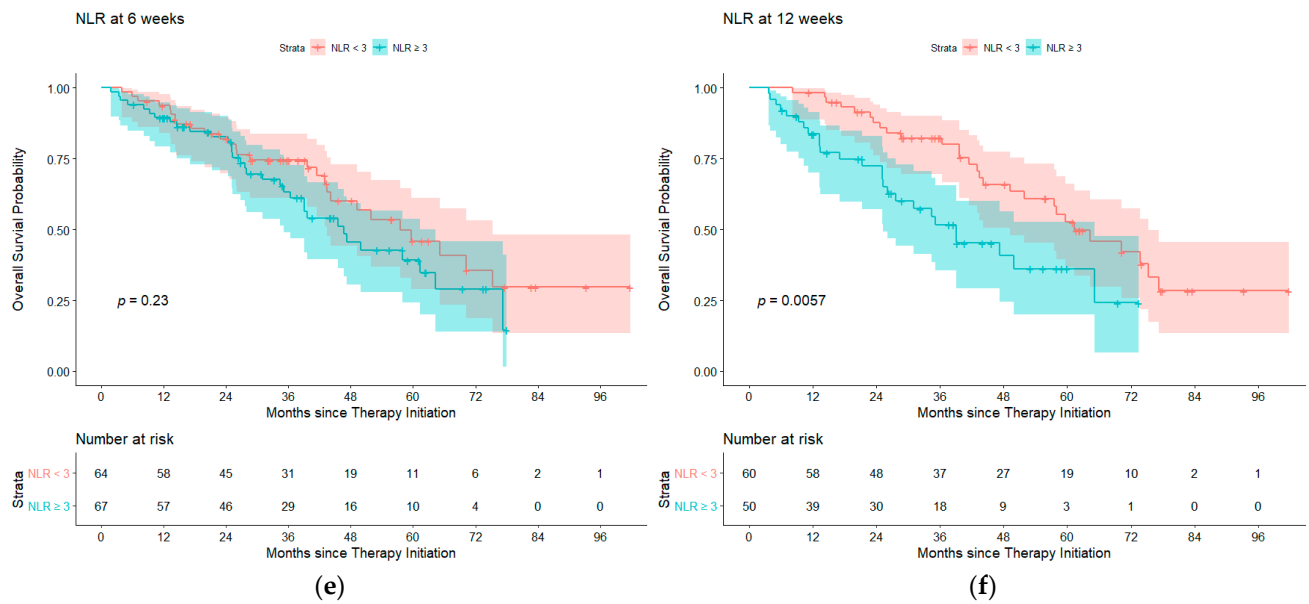 NLR at 6 weeks
Strata NLR < 3 NLR ≥ 3
Overall Survial Probability
1.00
0.75
0.50
0.25
0.00
p = 0.23
0 12 24 36 48 60 72 84 96
Months since Therapy Initiation
Number at risk
Strata
NLR < 3 64 58 45 31 19 11 6 2 1
NLR ≥ 3 67 57 46 29 16 10 4 0 0
0 12 24 36 48 60 72 84 96
Months since Therapy Initiation
(e)
NLR at 12 weeks
Strata NLR < 3 NLR ≥ 3
Overall Survial Probability
1.00
0.75
0.50
0.25
0.00
p = 0.0057
0 12 24 36 48 60 72 84 96
Months since Therapy Initiation
Number at risk
Strata
NLR < 3 60 58 48 37 27 19 10 2 1
NLR ≥ 3 50 39 30 18 9 3 1 0 0
0 12 24 36 48 60 72 84 96
Months since Therapy Initiation
(f)